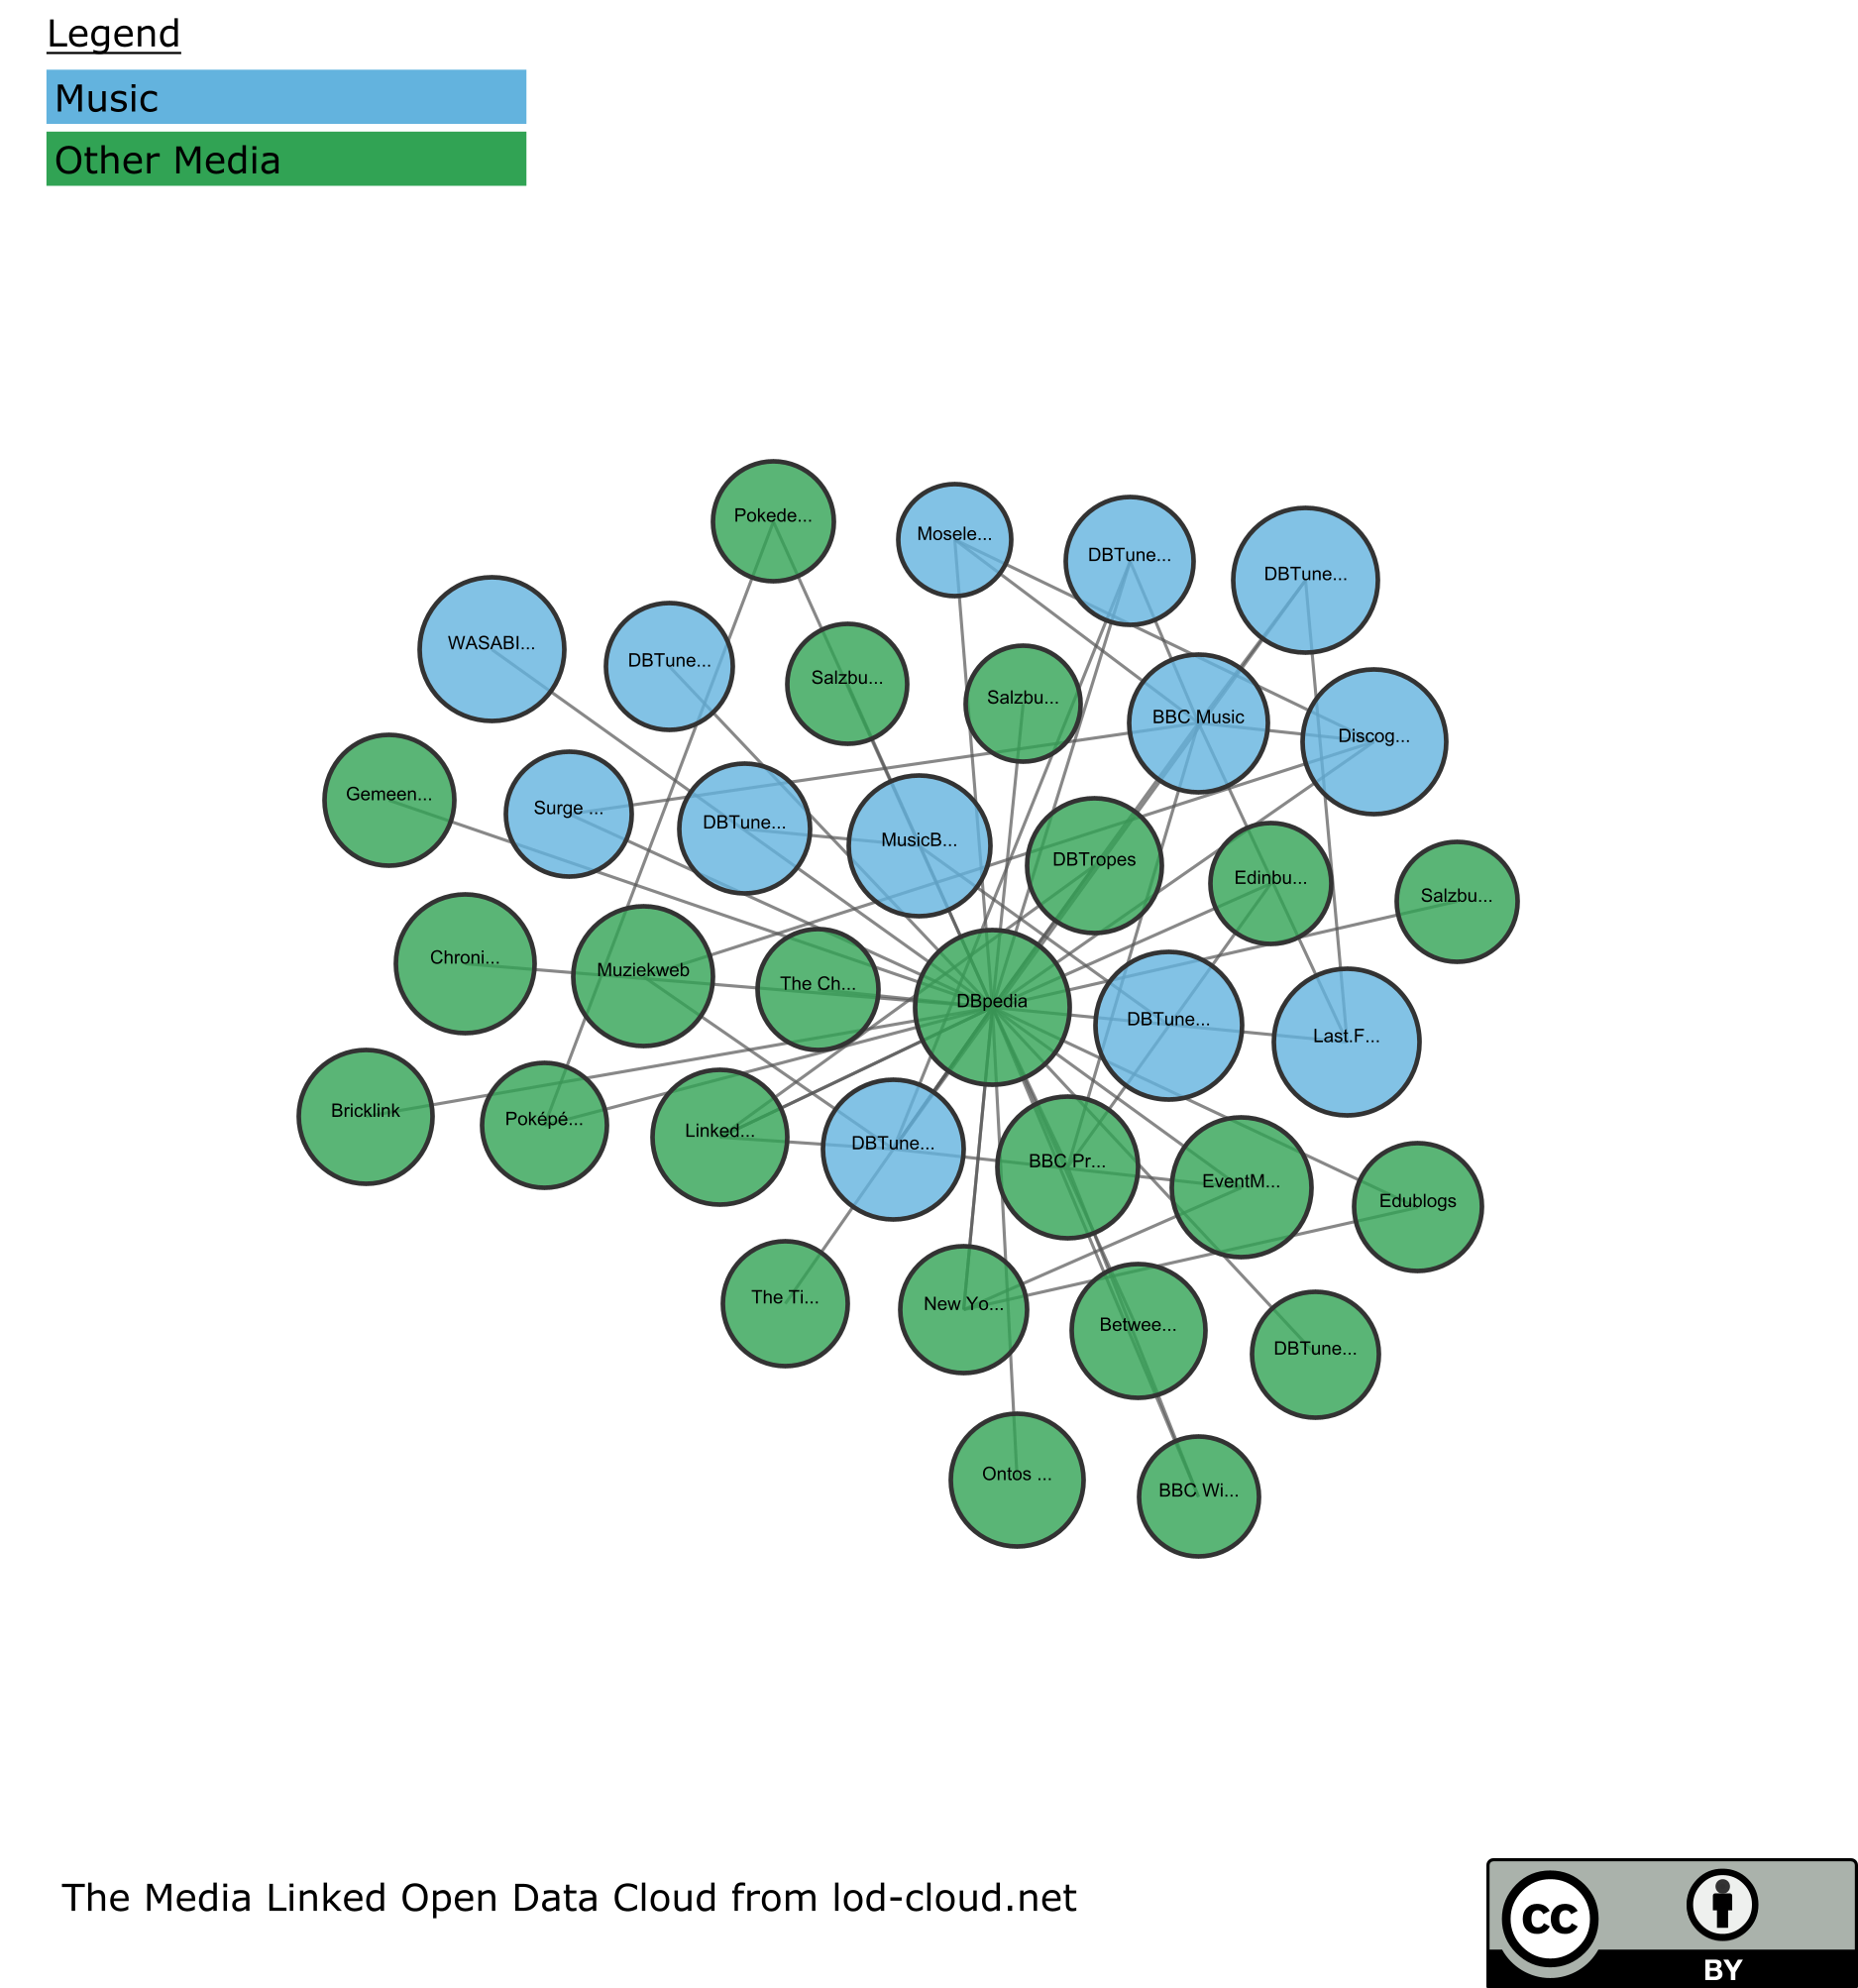 Legend
Music
Other Media
Pokede...
Mosele...
DBTune...
DBTune...
WASABI...
DBTune...
Salzbu...
Salzbu...
BBC Music
Discog...
Gemeen...
Surge ...
DBTune...
MusicB...
DBTropes
Edinbu...
Salzbu...
Chroni...
Muziekweb
The Ch...
DBpedia
DBTune...
Last.F...
Bricklink
Poképé...
Linked...
DBTune...
BBC Pr...
EventM...
Edublogs
The Ti...
New Yo...
Betwee...
DBTune...
Ontos ...
BBC Wi...
The Media Linked Open Data Cloud from lod-cloud.net
cc
BY